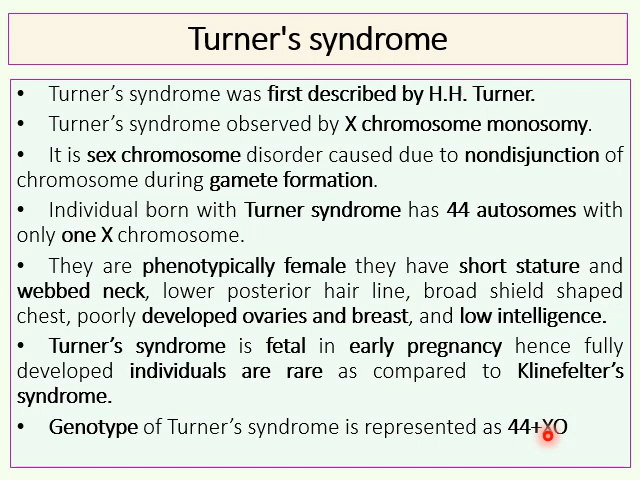 Turner's syndrome
• Turner’s syndrome was first described by H.H. Turner.
• Turner’s syndrome observed by X chromosome monosomy.
• It is sex chromosome disorder caused due to nondisjunction of
chromosome during gamete formation.
• Individual born with Turner syndrome has 44 autosomes with
only one X chromosome.
• They are phenotypically female they have short stature and
webbed neck, lower posterior hair line, broad shield shaped
chest, poorly developed ovaries and breast, and low intelligence.
• Turner’s syndrome is fetal in early pregnancy hence fully
developed individuals are rare as compared to Klinefelter’s
syndrome.
• Genotype of Turner’s syndrome is represented as 44+XO